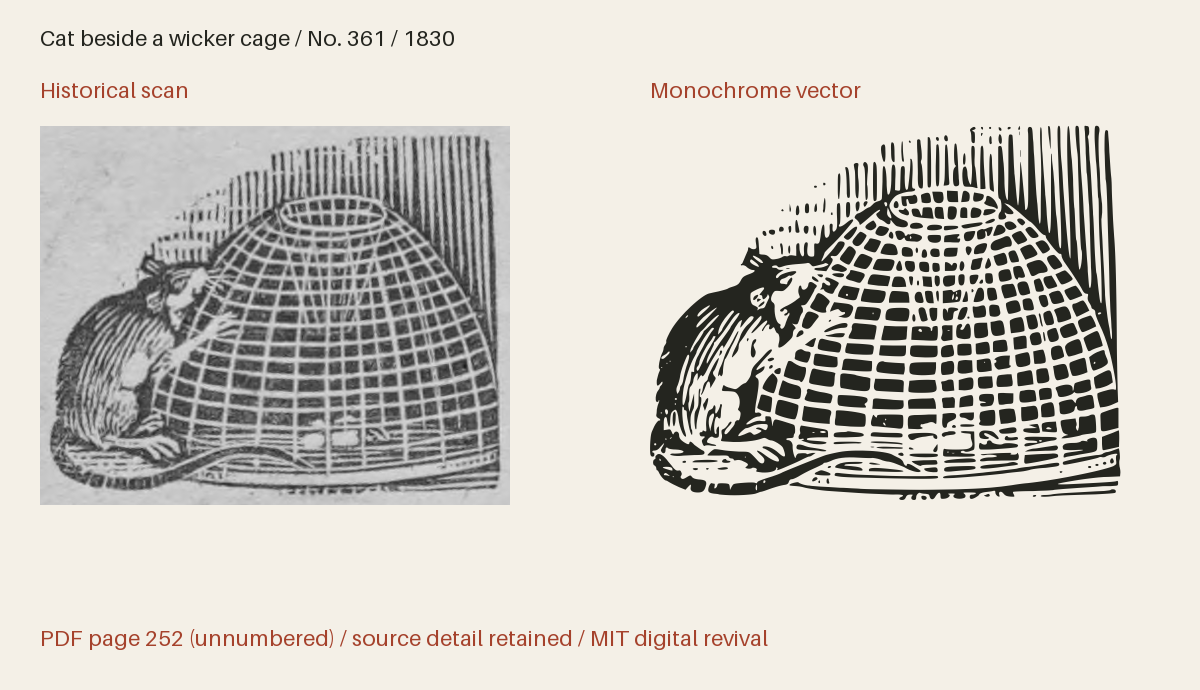 Cat beside a wicker cage / No. 361 / 1830
Historical scan
Monochrome vector
PDF page 252 (unnumbered) / source detail retained / MIT digital revival